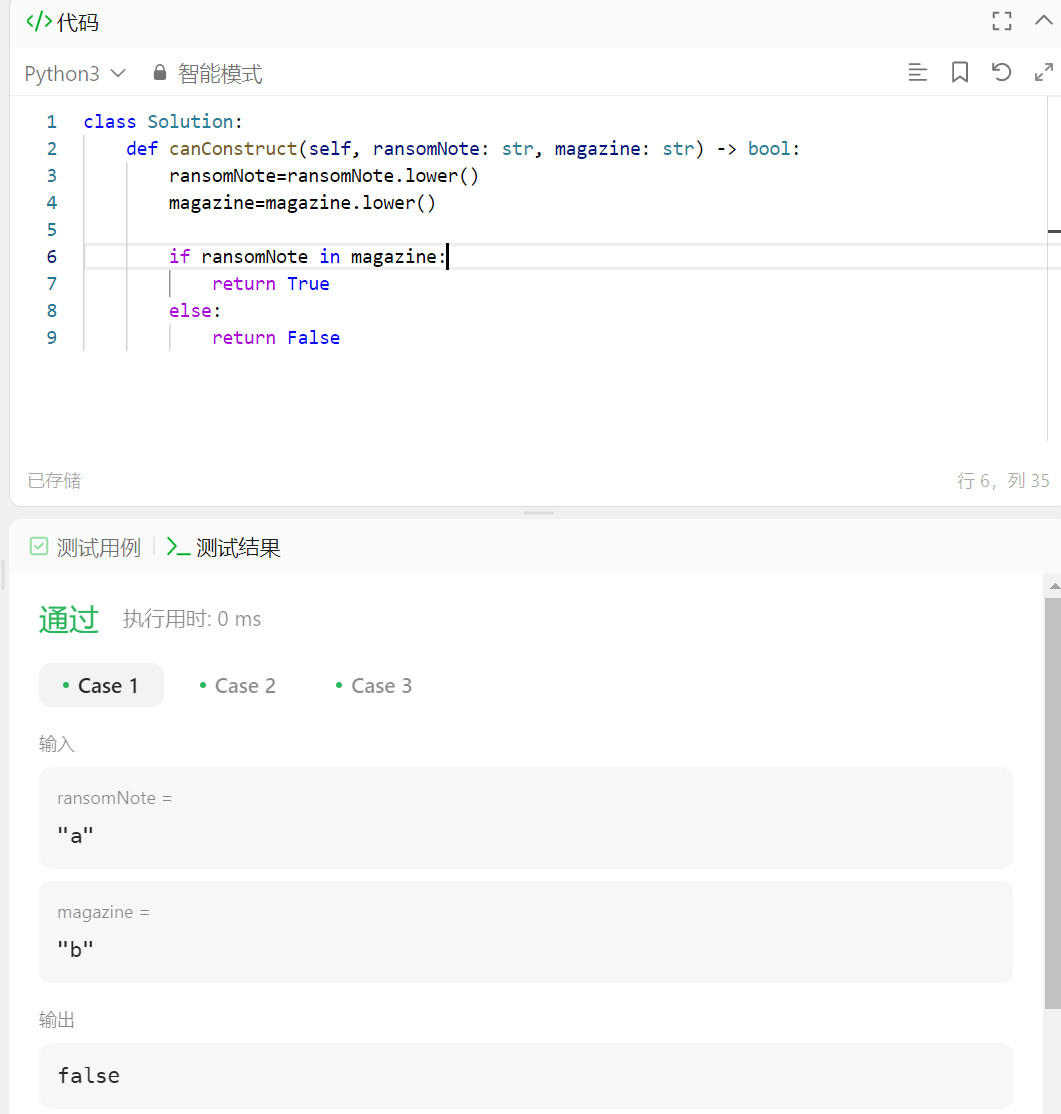 </> 代码
Python3 智能模式
1 class Solution:
2 def canConstruct(self, ransomNote: str, magazine: str) -> bool:
3 ransomNote=ransomNote.lower()
4 magazine=magazine.lower()
5
6 if ransomNote in magazine:
7 return True
8 else:
9 return False
已存储 行 6，列 35
测试用例 >_ 测试结果
通过 执行用时: 0 ms
• Case 1 • Case 2 • Case 3
输入
ransomNote =
"a"
magazine =
"b"
输出
false